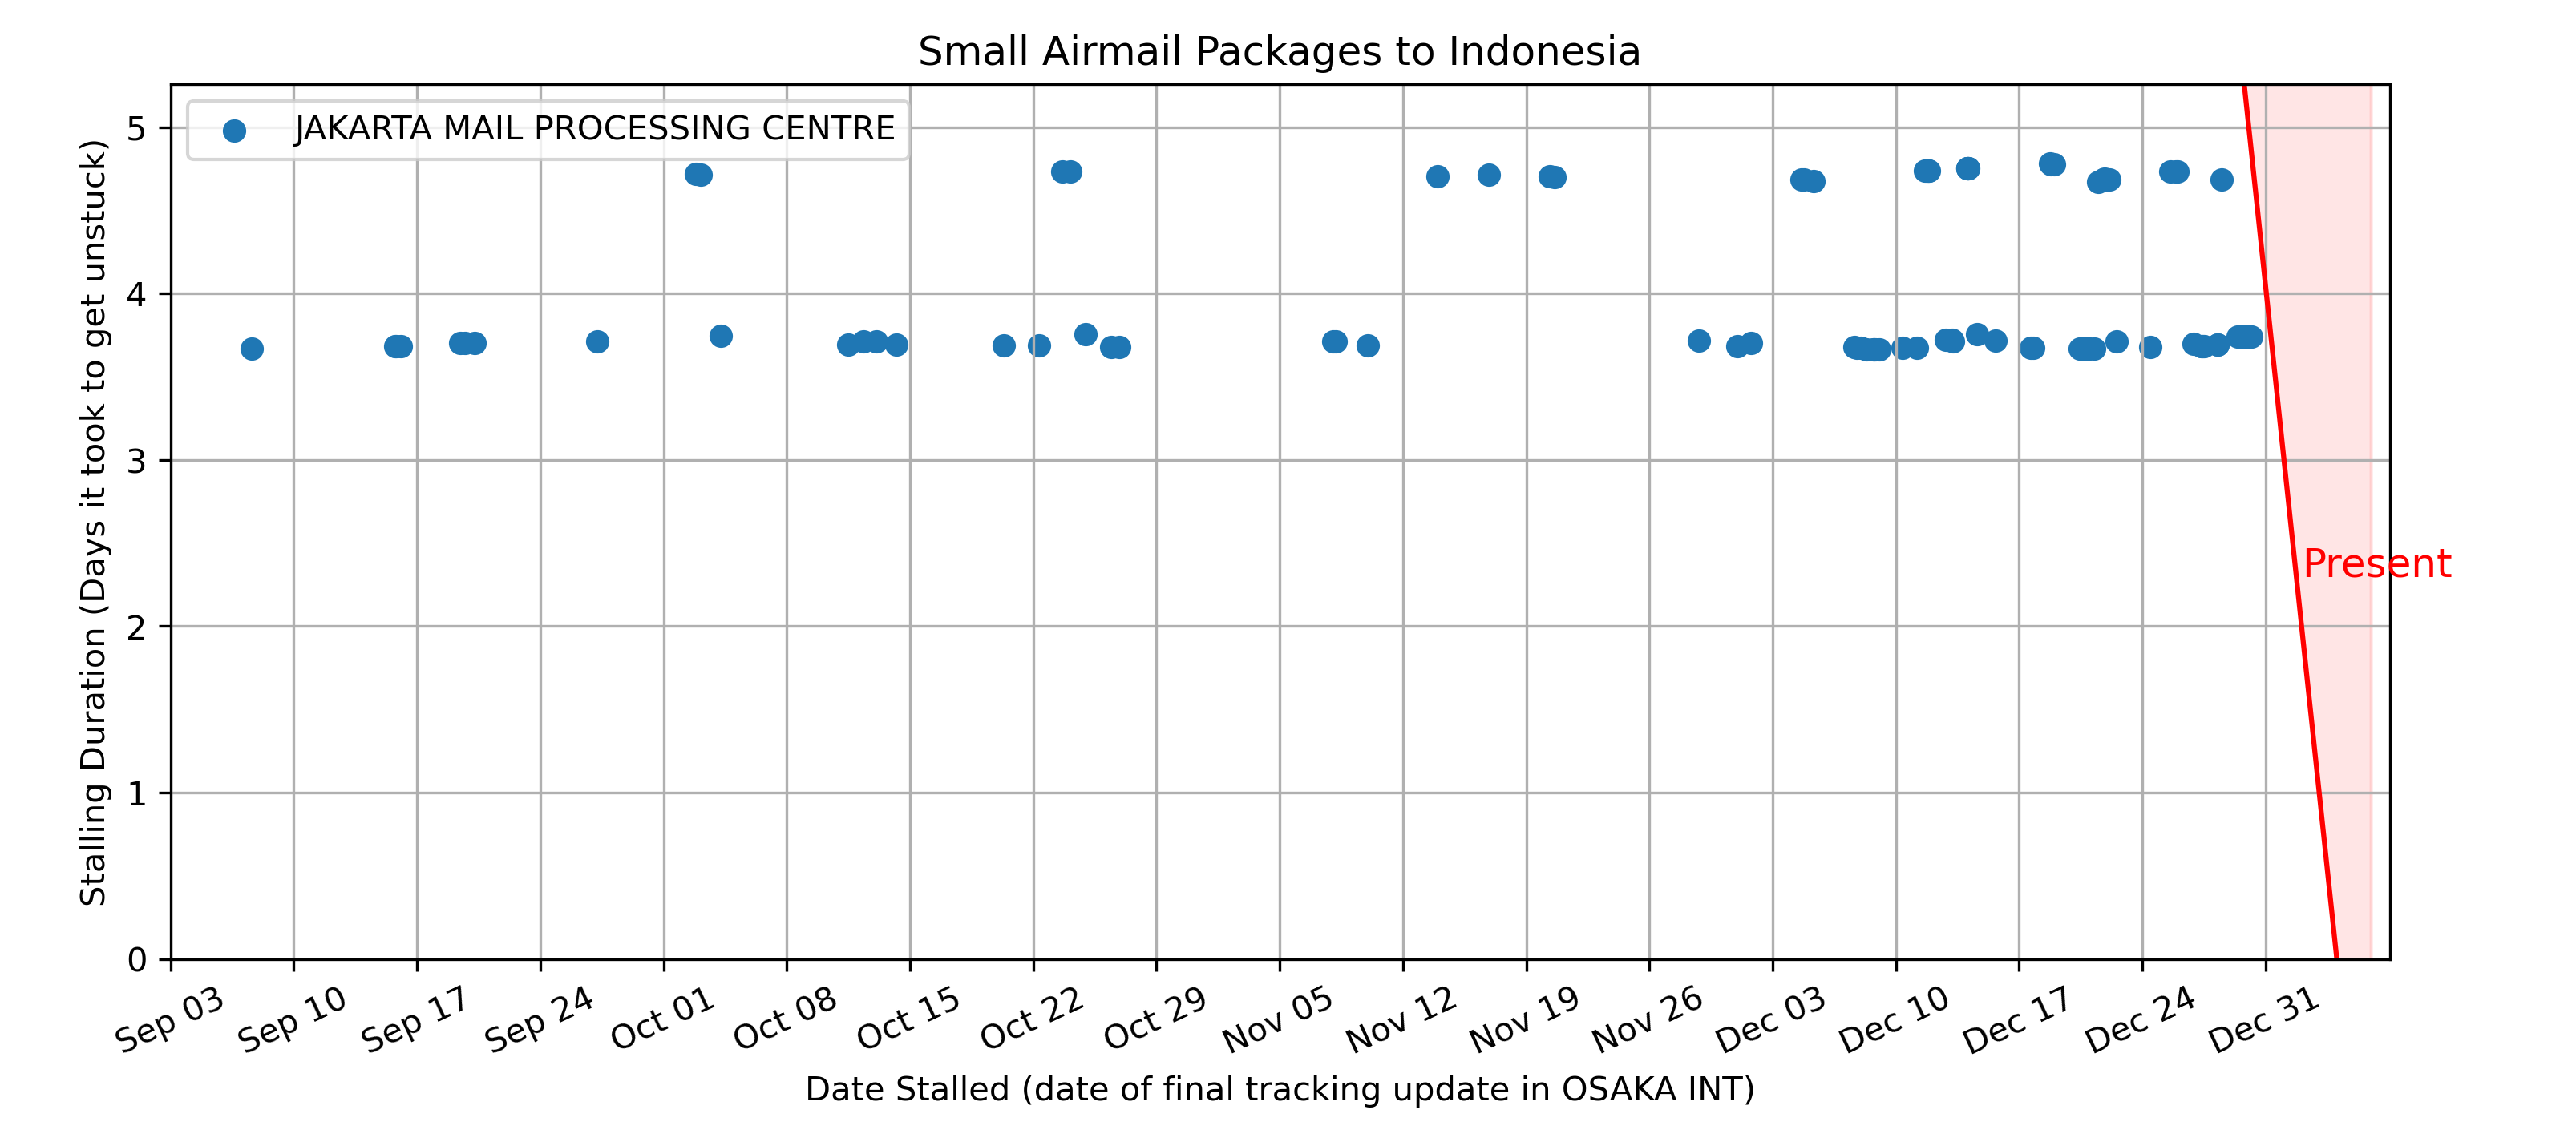 Small Airmail Packages to Indonesia
JAKARTA MAIL PROCESSING CENTRE
Stalling Duration (Days it took to get unstuck)
5
4
3
2
1
0
Present
Sep 03
Sep 10
Sep 17
Sep 24
Oct 01
Oct 08
Oct 15
Oct 22
Oct 29
Nov 05
Nov 12
Nov 19
Nov 26
Dec 03
Dec 10
Dec 17
Dec 24
Dec 31
Date Stalled (date of final tracking update in OSAKA INT)